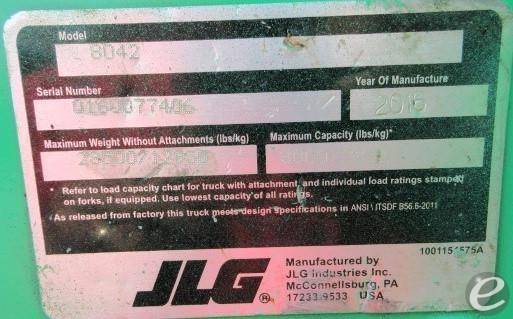 Model
8042
Serial Number
Year Of Manufacture
0160077406
2015
Maximum Weight Without Attachments (lbs/kg)
Maximum Capacity (lbs/kg)*
* Refer to load capacity chart for truck with attachment, and individual load ratings stamped
on forks, if equipped. Use lowest capacity of all ratings.
As released from factory this truck meets design specifications in ANSI \ ITSDF B56.6-2011
JLG®
Manufactured by
JLG Industries Inc.
McConnellsburg, PA
17233-9533 USA
e